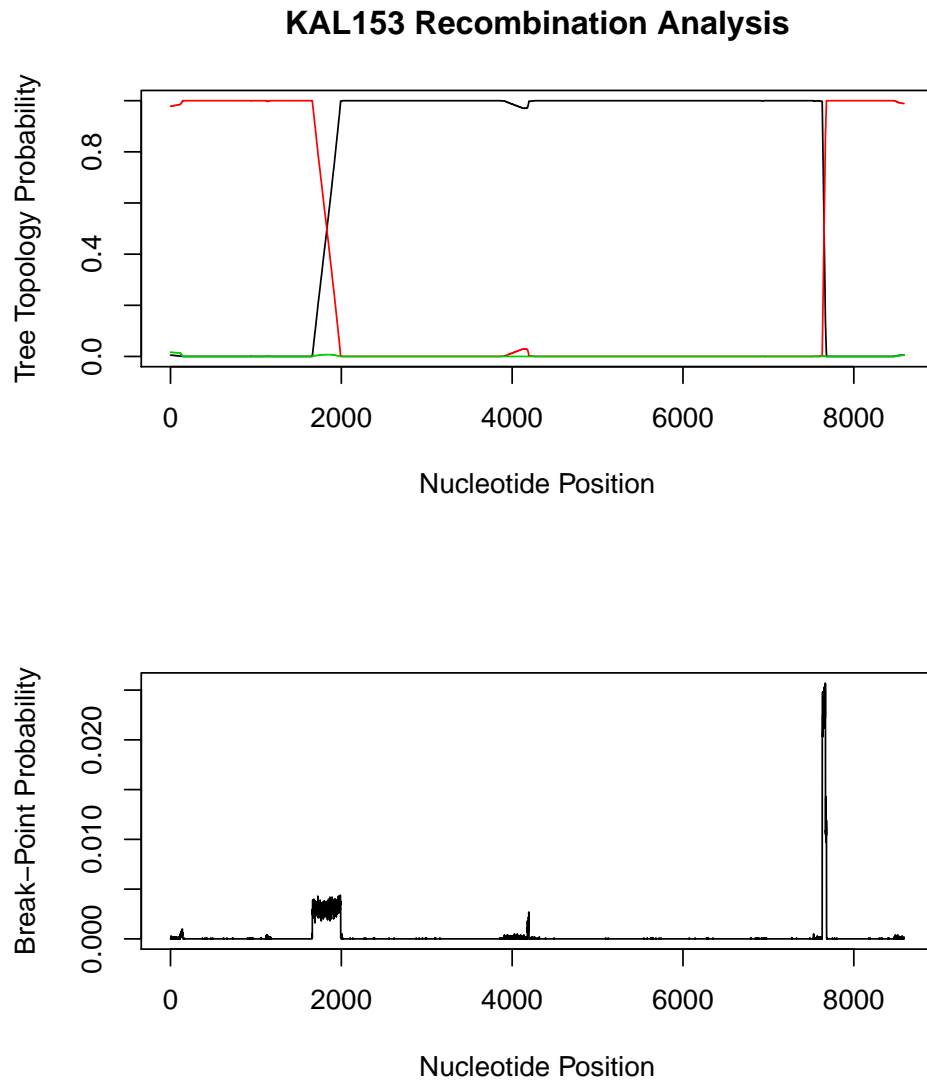 KAL153 Recombination Analysis
Tree Topology Probability
0.8
0.4
0.0
0 2000 4000 6000 8000
Nucleotide Position
Break−Point Probability
0.020
0.010
0.000
0 2000 4000 6000 8000
Nucleotide Position